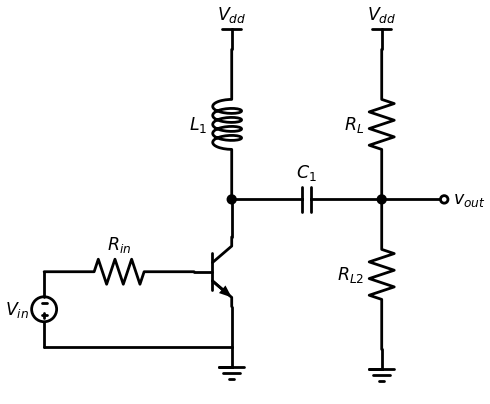 V_dd V_dd
L_1 R_L
C_1
v_out
R_in
R_L2
V_in